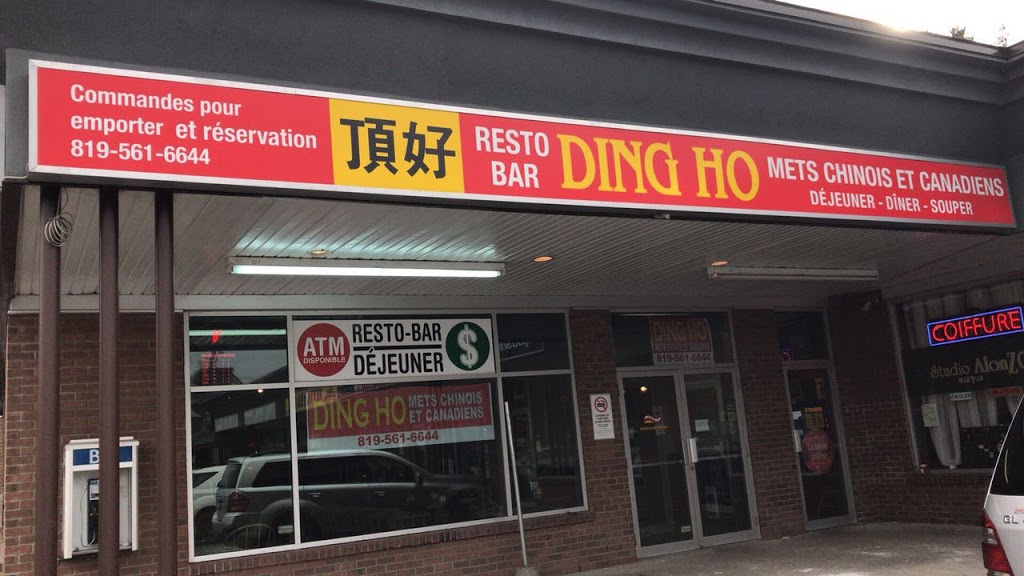 Commandes pour
emporter et réservation
819-561-6644
頂好
RESTO
BAR
DING HO
METS CHINOIS ET CANADIENS
DÉJEUNER - DÎNER - SOUPER
ATM
DISPONIBLE
RESTO-BAR
DÉJEUNER
$
DING HO
METS CHINOIS
ET CANADIENS
819-561-6644
DING HO
819-561-6644
COIFFURE
Studio AlonZo
B
GL